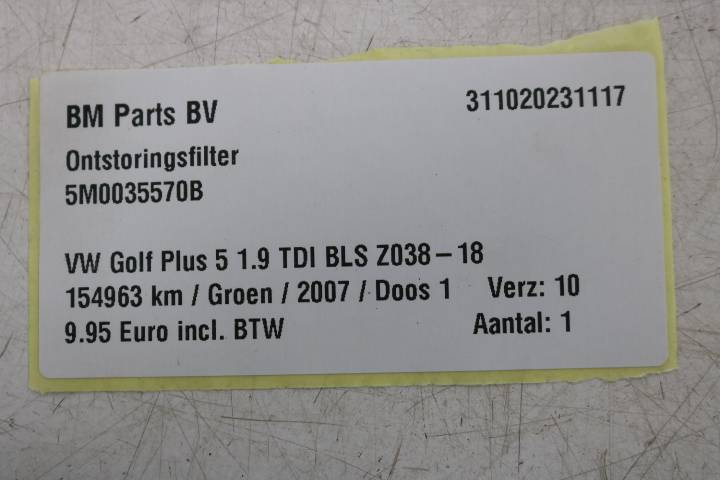 BM Parts BV 311020231117
Ontstoringsfilter
5M0035570B
VW Golf Plus 5 1.9 TDI BLS Z038-18
154963 km / Groen / 2007 / Doos 1 Verz: 10
9.95 Euro incl. BTW Aantal: 1